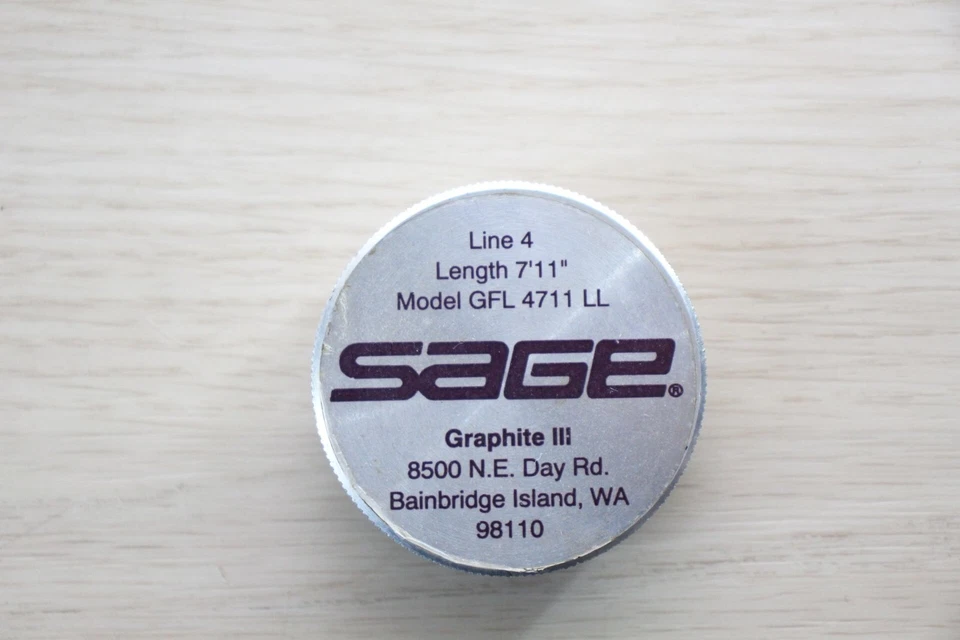 Line 4
Length 7'11"
Model GFL 4711 LL
SAGE®
Graphite III
8500 N.E. Day Rd.
Bainbridge Island, WA
98110